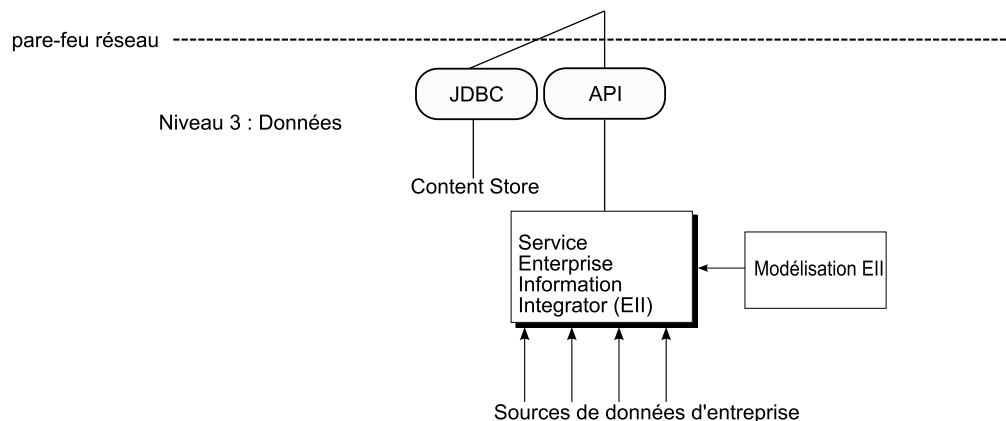 pare-feu réseau
JDBC
API
Niveau 3 : Données
Content Store
Service
Enterprise
Information
Integrator (EII)
Modélisation EII
Sources de données d'entreprise